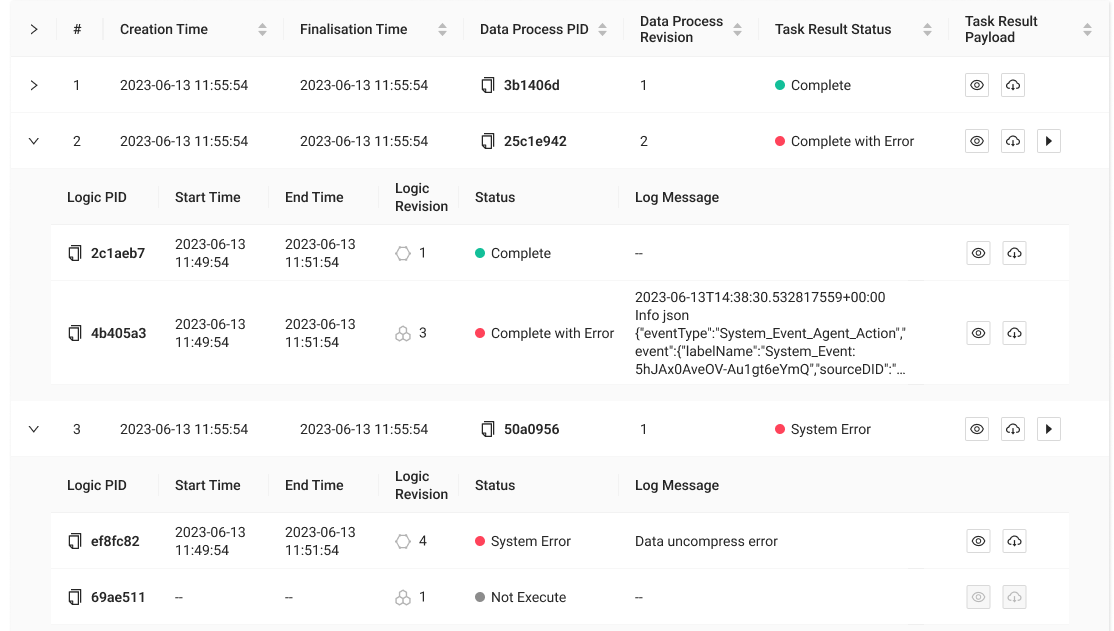 # Creation Time Finalisation Time Data Process PID Data Process Revision Task Result Status Task Result Payload
1 2023-06-13 11:55:54 2023-06-13 11:55:54 3b1406d 1 Complete
2 2023-06-13 11:55:54 2023-06-13 11:55:54 25c1e942 2 Complete with Error
Logic PID Start Time End Time Logic Revision Status Log Message
2c1aeb7 2023-06-13 11:49:54 2023-06-13 11:51:54 1 Complete --
4b405a3 2023-06-13 11:49:54 2023-06-13 11:51:54 3 Complete with Error
2023-06-13T14:38:30.532817559+00:00
Info json
{"eventType":"System_Event_Agent_Action","
event":{"labelName":"System_Event:
5hJAx0AveOV-Au1gt6eYmQ","sourceDID":"...
3 2023-06-13 11:55:54 2023-06-13 11:55:54 50a0956 1 System Error
Logic PID Start Time End Time Logic Revision Status Log Message
ef8fc82 2023-06-13 11:49:54 2023-06-13 11:51:54 4 System Error Data uncompress error
69ae511 -- -- 1 Not Execute --